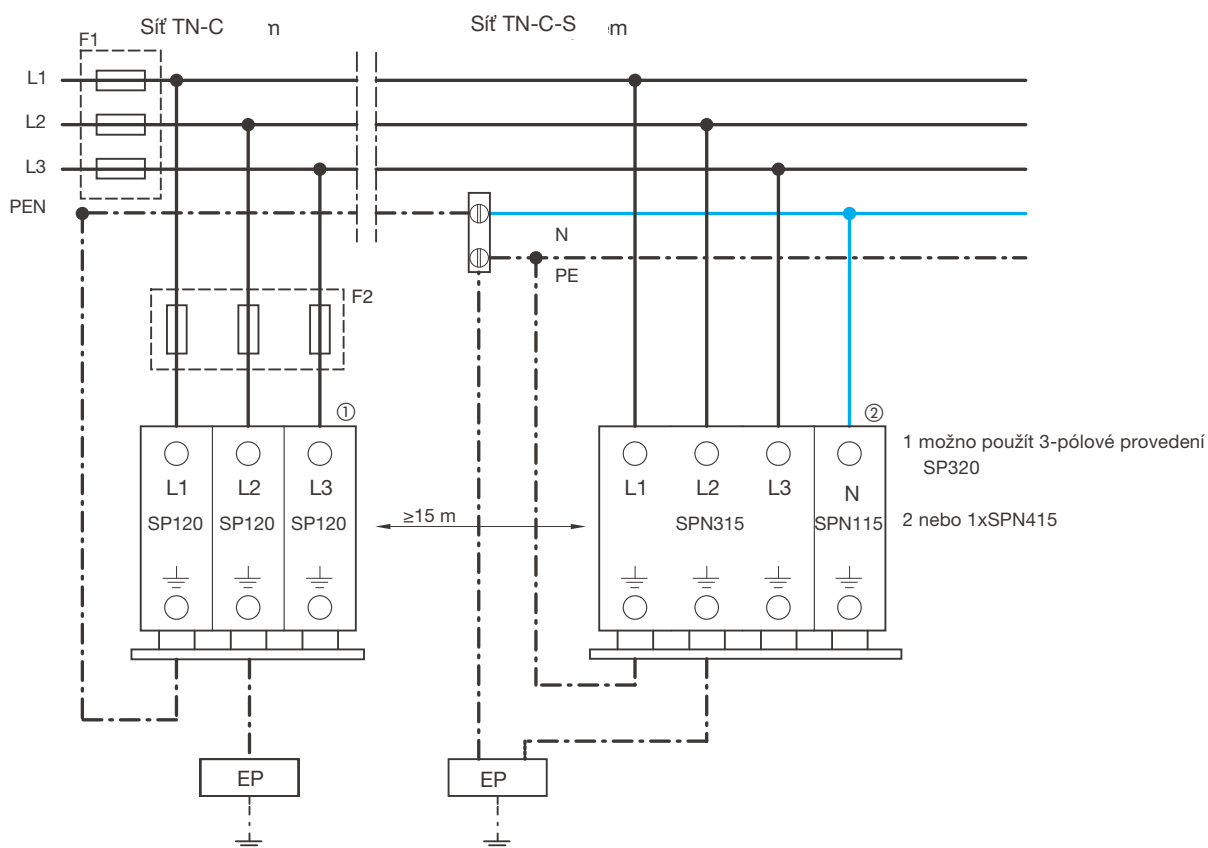 Síť TN-C
Síť TN-C-S
F1
L1
L2
L3
PEN
N
PE
F2
①
②
L1 L2 L3
L1 L2 L3 N
SP120 SP120 SP120
≥15 m
SPN315
SPN115
1 možno použít 3-pólové provedení
SP320
2 nebo 1xSPN415
EP
EP